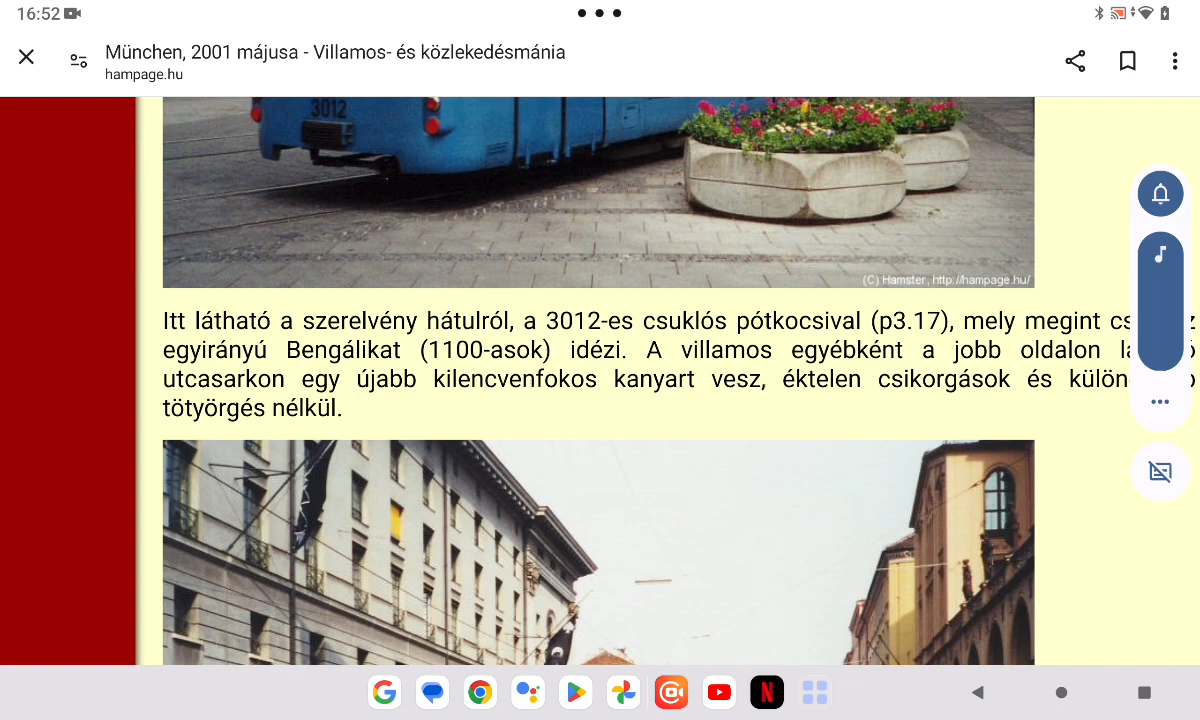 16:52
München, 2001 májusa - Villamos- és közlekedésmánia
hampage.hu
3012
(C) Hamster, http://hampage.hu/
Itt látható a szerelvény hátulról, a 3012-es csuklós pótkocsival (p3.17), mely megint
egyirányú Bengálikat (1100-asok) idézi. A villamos egyébként a jobb oldalon
utcasarkon egy újabb kilencvenfokos kanyart vesz, éktelen csikorgások és
tötyörgés nélkül.